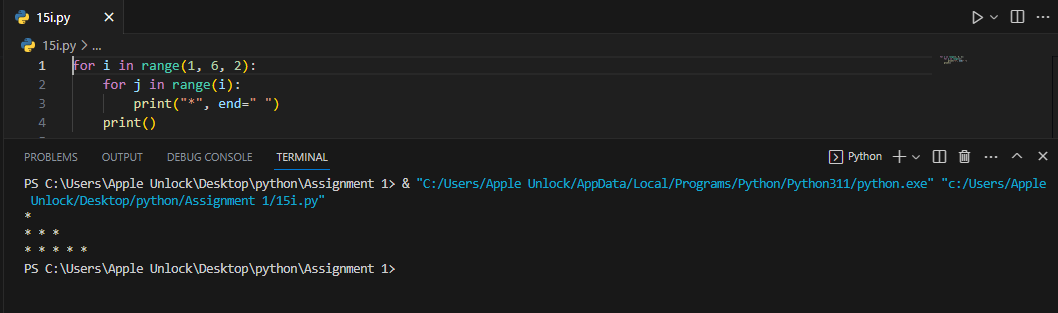 15i.py
15i.py > ...
1 for i in range(1, 6, 2):
2     for j in range(i):
3         print("*", end=" ")
4     print()
PROBLEMS OUTPUT DEBUG CONSOLE TERMINAL Python
PS C:\Users\Apple Unlock\Desktop\python\Assignment 1> & "C:/Users/Apple Unlock/AppData/Local/Programs/Python/Python311/python.exe" "c:/Users/Apple
Unlock/Desktop/python/Assignment 1/15i.py"
*
* * *
* * * * *
PS C:\Users\Apple Unlock\Desktop\python\Assignment 1>